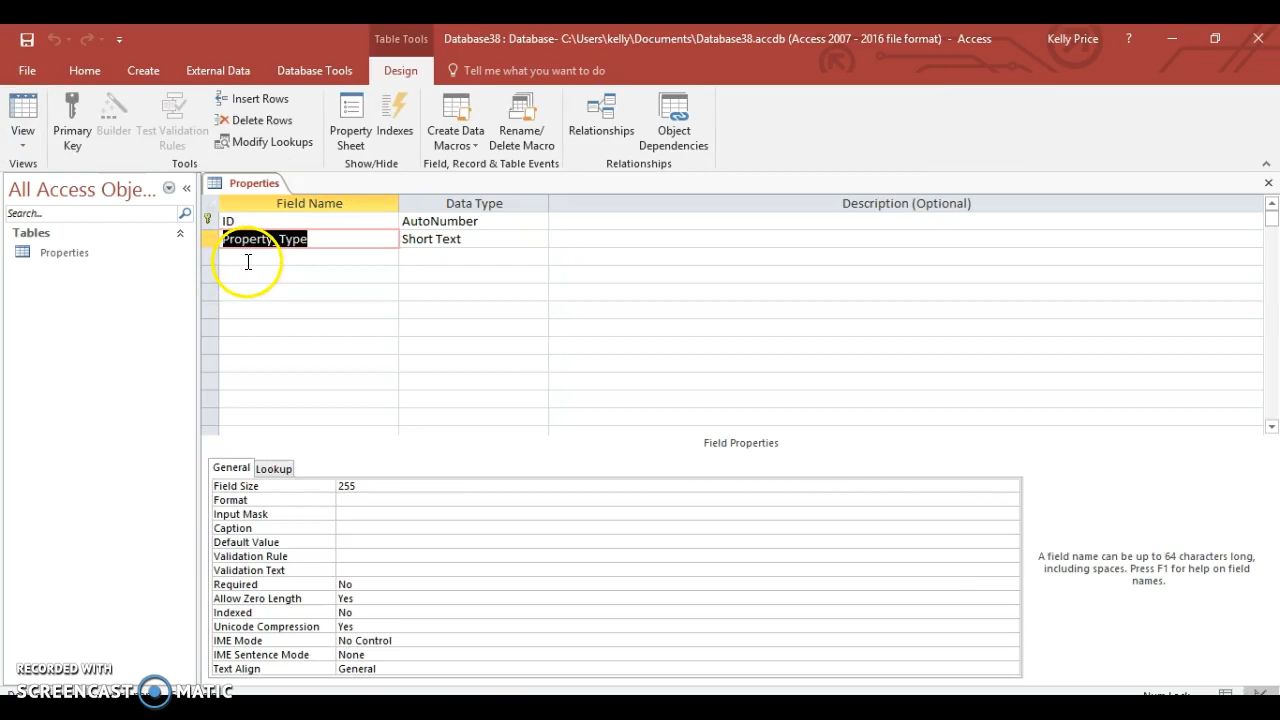 Table Tools
Database38 : Database- C:\Users\kelly\Documents\Database38.accdb (Access 2007 - 2016 file format) - Access
Kelly Price
?
File
Home
Create
External Data
Database Tools
Design
Tell me what you want to do
View
Primary Key
Builder
Test Validation Rules
Insert Rows
Delete Rows
Modify Lookups
Property Sheet
Indexes
Create Data Macros
Rename/ Delete Macro
Relationships
Object Dependencies
Views
Tools
Show/Hide
Field, Record & Table Events
Relationships
All Access Obje...
Search...
Tables
Properties
Properties
Field Name
Data Type
Description (Optional)
ID
AutoNumber
Property_Type
Short Text
Field Properties
General
Lookup
Field Size
255
Format
Input Mask
Caption
Default Value
Validation Rule
Validation Text
Required
No
Allow Zero Length
Yes
Indexed
No
Unicode Compression
Yes
IME Mode
No Control
IME Sentence Mode
None
Text Align
General
A field name can be up to 64 characters long,
including spaces. Press F1 for help on field
names.
RECORDED WITH
SCREENCAST MATIC
Num Lock